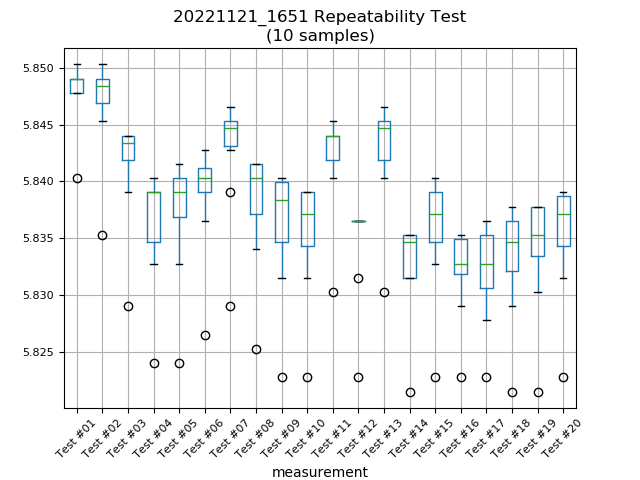 20221121_1651 Repeatability Test
(10 samples)
5.850
5.845
5.840
5.835
5.830
5.825
Test #01
Test #02
Test #03
Test #04
Test #05
Test #06
Test #07
Test #08
Test #09
Test #10
Test #11
Test #12
Test #13
Test #14
Test #15
Test #16
Test #17
Test #18
Test #19
Test #20
measurement